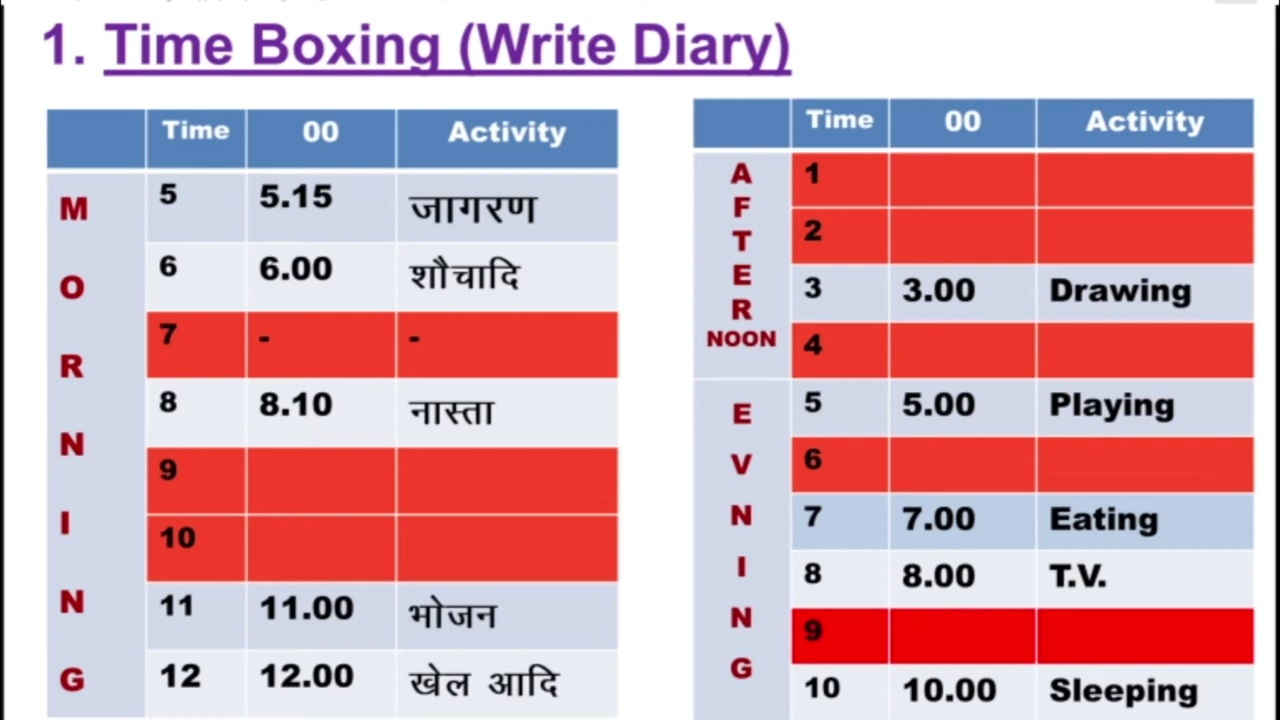 1. Time Boxing (Write Diary)
Time 00 Activity
MORNING
5 5.15 जागरण
6 6.00 शौचादि
7 - -
8 8.10 नास्ता
9
10
11 11.00 भोजन
12 12.00 खेल आदि
Time 00 Activity
AFTER
NOON
1
2
3 3.00 Drawing
4
EVNING
5 5.00 Playing
6
7 7.00 Eating
8 8.00 T.V.
9
10 10.00 Sleeping